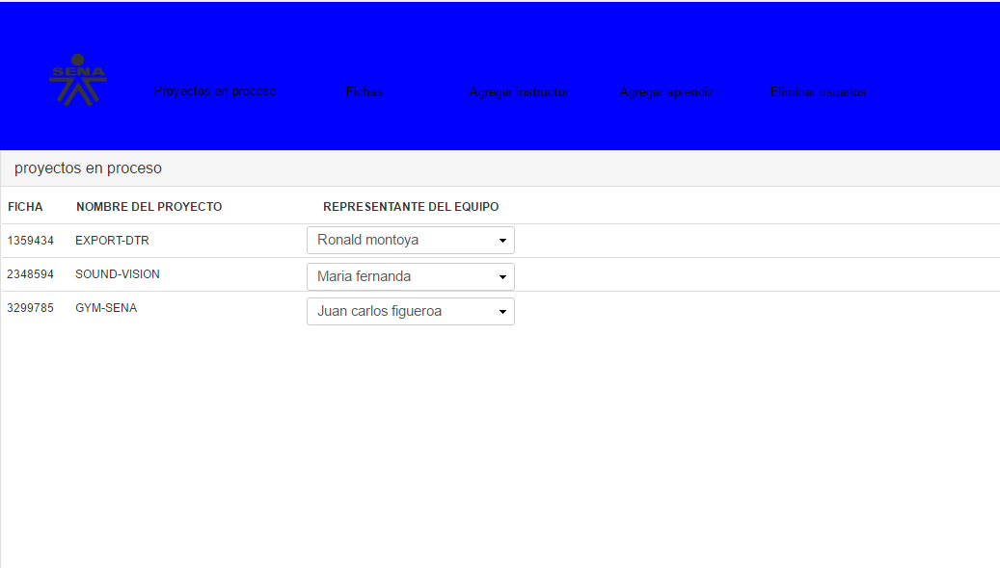 SENA
Proyectos en proceso Fichas Agregar instructor Agregar aprendiz Eliminar usuarios
proyectos en proceso
FICHA NOMBRE DEL PROYECTO REPRESENTANTE DEL EQUIPO
1359434 EXPORT-DTR Ronald montoya
2348594 SOUND-VISION Maria fernanda
3299785 GYM-SENA Juan carlos figueroa